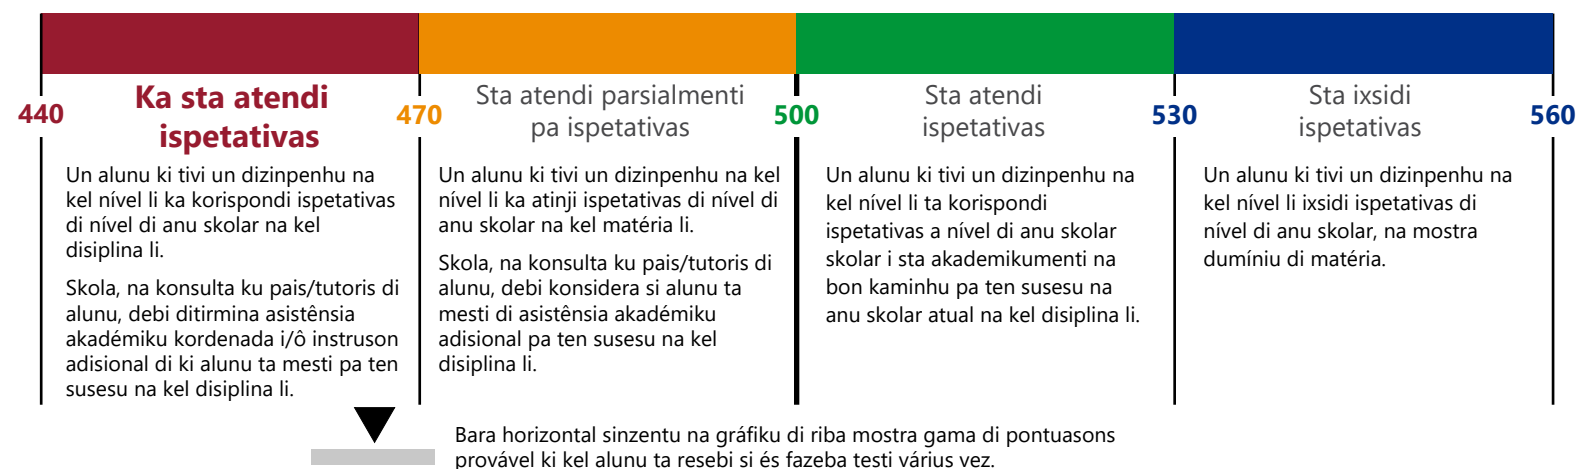 440
Ka sta atendi
ispetativas
470
Sta atendi parsialmenti
pa ispetativas
500
Sta atendi
ispetativas
530
Sta ixsidi
ispetativas
560
Un alunu ki tivi un dizinpenhu na
kel nível li ka korispondi ispetativas
di nível di anu skolar na kel
disiplina li.
Skola, na konsulta ku pais/tutoris di
alunu, debi ditirmina asistênsia
akadémiku kordenada i/ô instruson
adisional di ki alunu ta mesti pa ten
susesu na kel disiplina li.
Un alunu ki tivi un dizinpenhu na kel
nível li ka atinji ispetativas di nível di
anu skolar na kel matéria li.
Skola, na konsulta ku pais/tutoris di
alunu, debi konsidera si alunu ta
mesti di asistênsia akadémiku
adisional pa ten susesu na kel
disiplina li.
Un alunu ki tivi un dizinpenhu na
kel nível li ta korispondi
ispetativas a nível di anu skolar
skolar i sta akademikumenti na
bon kaminhu pa ten susesu na
anu skolar atual na kel disiplina li.
Un alunu ki tivi un dizinpenhu na
kel nível li ixsidi ispetativas di
nível di anu skolar, na mostra
dumíniu di matéria.
Bara horizontal sinzentu na gráfiku di riba mostra gama di pontuasons
provável ki kel alunu ta resebi si és fazeba testi várius vez.